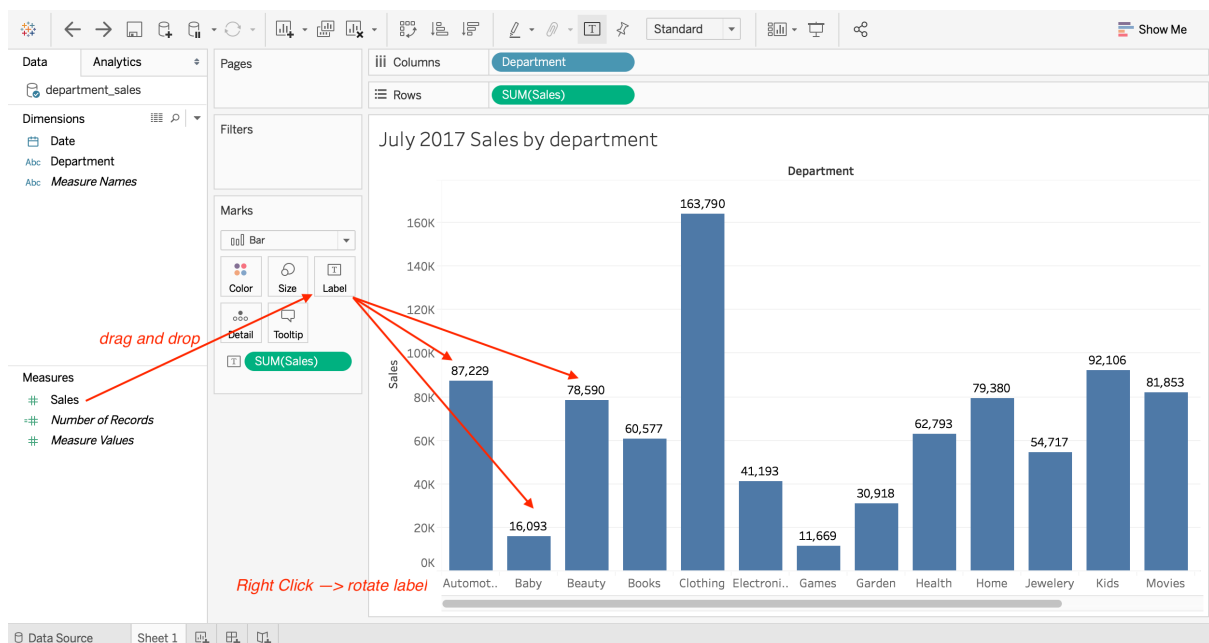 Standard
Show Me
Data
Analytics
department_sales
Dimensions
Date
Abc Department
Abc Measure Names
Measures
Sales
Number of Records
Measure Values
Pages
Filters
Marks
Bar
Color
Size
T
Label
Detail
Tooltip
T SUM(Sales)
drag and drop
Right Click —> rotate label
iii Columns
Department
Rows
SUM(Sales)
July 2017 Sales by department
Department
Sales
160K
140K
120K
100K
80K
60K
40K
20K
0K
87,229
16,093
78,590
60,577
163,790
41,193
11,669
30,918
62,793
79,380
54,717
92,106
81,853
Automot.. Baby Beauty Books Clothing Electroni.. Games Garden Health Home Jewelery Kids Movies
Data Source
Sheet 1